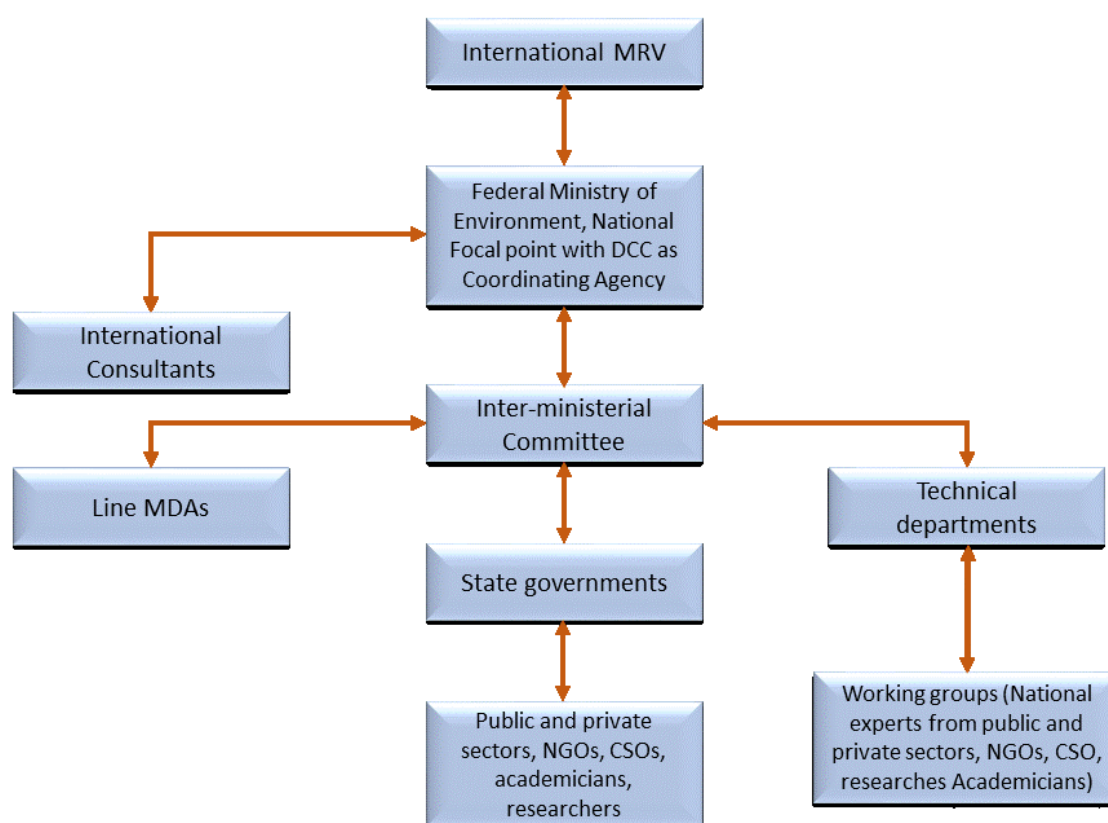 International MRV
Federal Ministry of
Environment, National
Focal point with DCC as
Coordinating Agency
International
Consultants
Inter-ministerial
Committee
Line MDAs
Technical
departments
State governments
Public and private
sectors, NGOs, CSOs,
academicians,
researchers
Working groups (National
experts from public and
private sectors, NGOs, CSO,
researches Academicians)